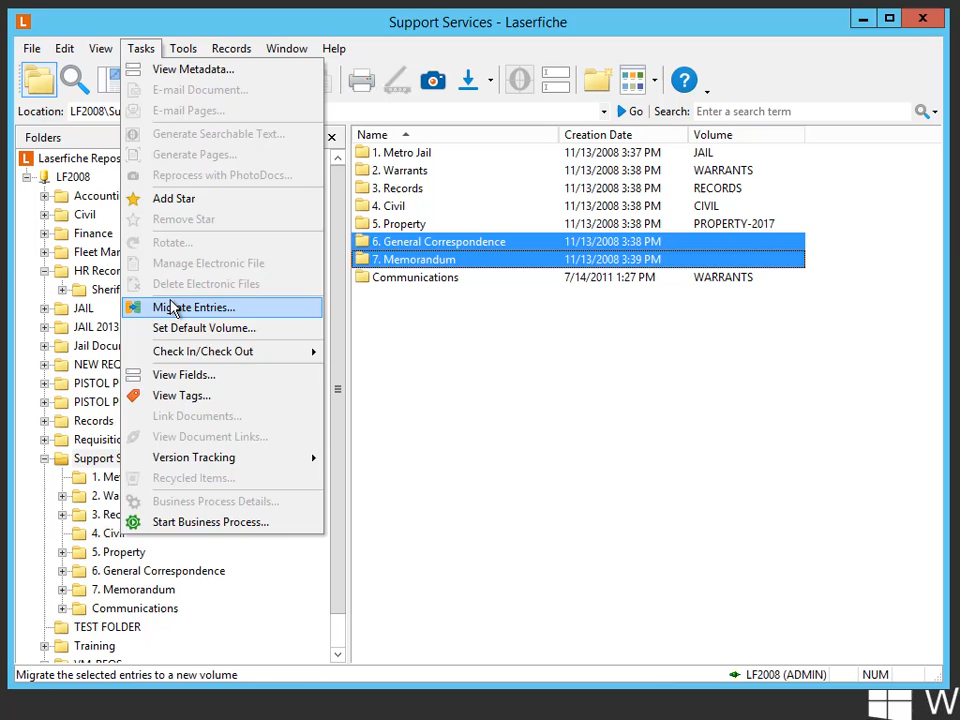 Support Services - Laserfiche
File Edit View Tasks Tools Records Window Help
Location: LF2008\Su Go Search: Enter a search term
Folders
Laserfiche Repos
LF2008
Accounti
Civil
Finance
Fleet Mar
HR Recor
Sherif
JAIL
JAIL 2013
Jail Docu
NEW REQ
PISTOL P
PISTOL P
Records
Requisitio
Support S
1. Me
2. Wa
3. Rec
4. Civi
5. Property
6. General Correspondence
7. Memorandum
Communications
TEST FOLDER
Training
View Metadata...
E-mail Document...
E-mail Pages...
Generate Searchable Text...
Generate Pages...
Reprocess with PhotoDocs...
Add Star
Remove Star
Rotate...
Manage Electronic File
Delete Electronic Files
Migrate Entries...
Set Default Volume...
Check In/Check Out
View Fields...
View Tags...
Link Documents...
View Document Links...
Version Tracking
Recycled Items...
Business Process Details...
Start Business Process...
Name Creation Date Volume
1. Metro Jail 11/13/2008 3:37 PM JAIL
2. Warrants 11/13/2008 3:38 PM WARRANTS
3. Records 11/13/2008 3:38 PM RECORDS
4. Civil 11/13/2008 3:38 PM CIVIL
5. Property 11/13/2008 3:38 PM PROPERTY-2017
6. General Correspondence 11/13/2008 3:38 PM
7. Memorandum 11/13/2008 3:39 PM
Communications 7/14/2011 1:27 PM WARRANTS
Migrate the selected entries to a new volume LF2008 (ADMIN) NUM
W